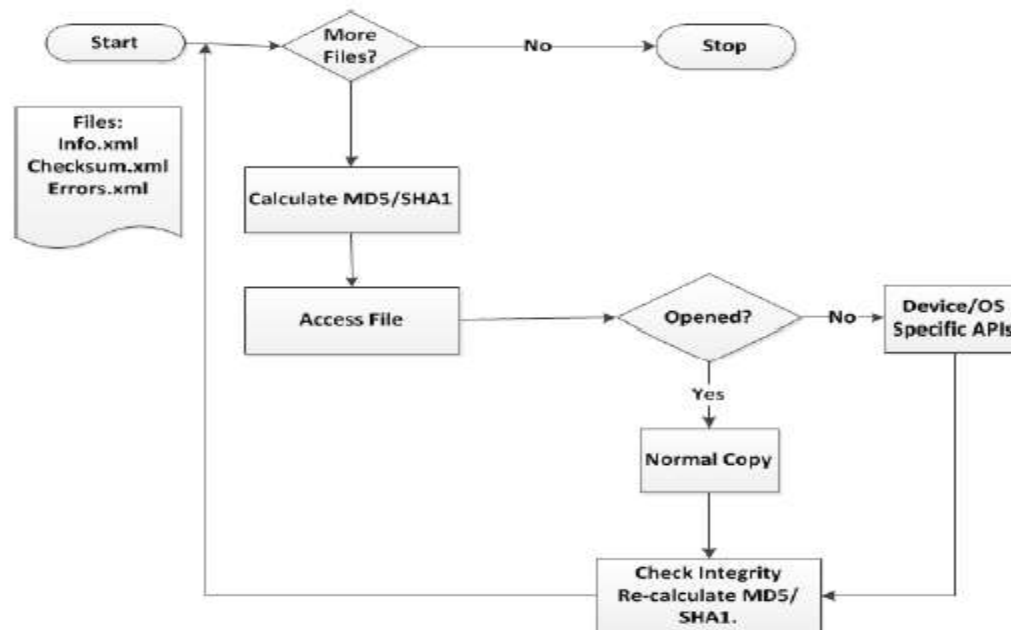 Start
More
Files?
No
Stop
Files:
Info.xml
Checksum.xml
Errors.xml
Calculate MD5/SHA1
Access File
Opened?
No
Device/OS
Specific APIs
Yes
Normal Copy
Check Integrity
Re-calculate MD5/
SHA1.